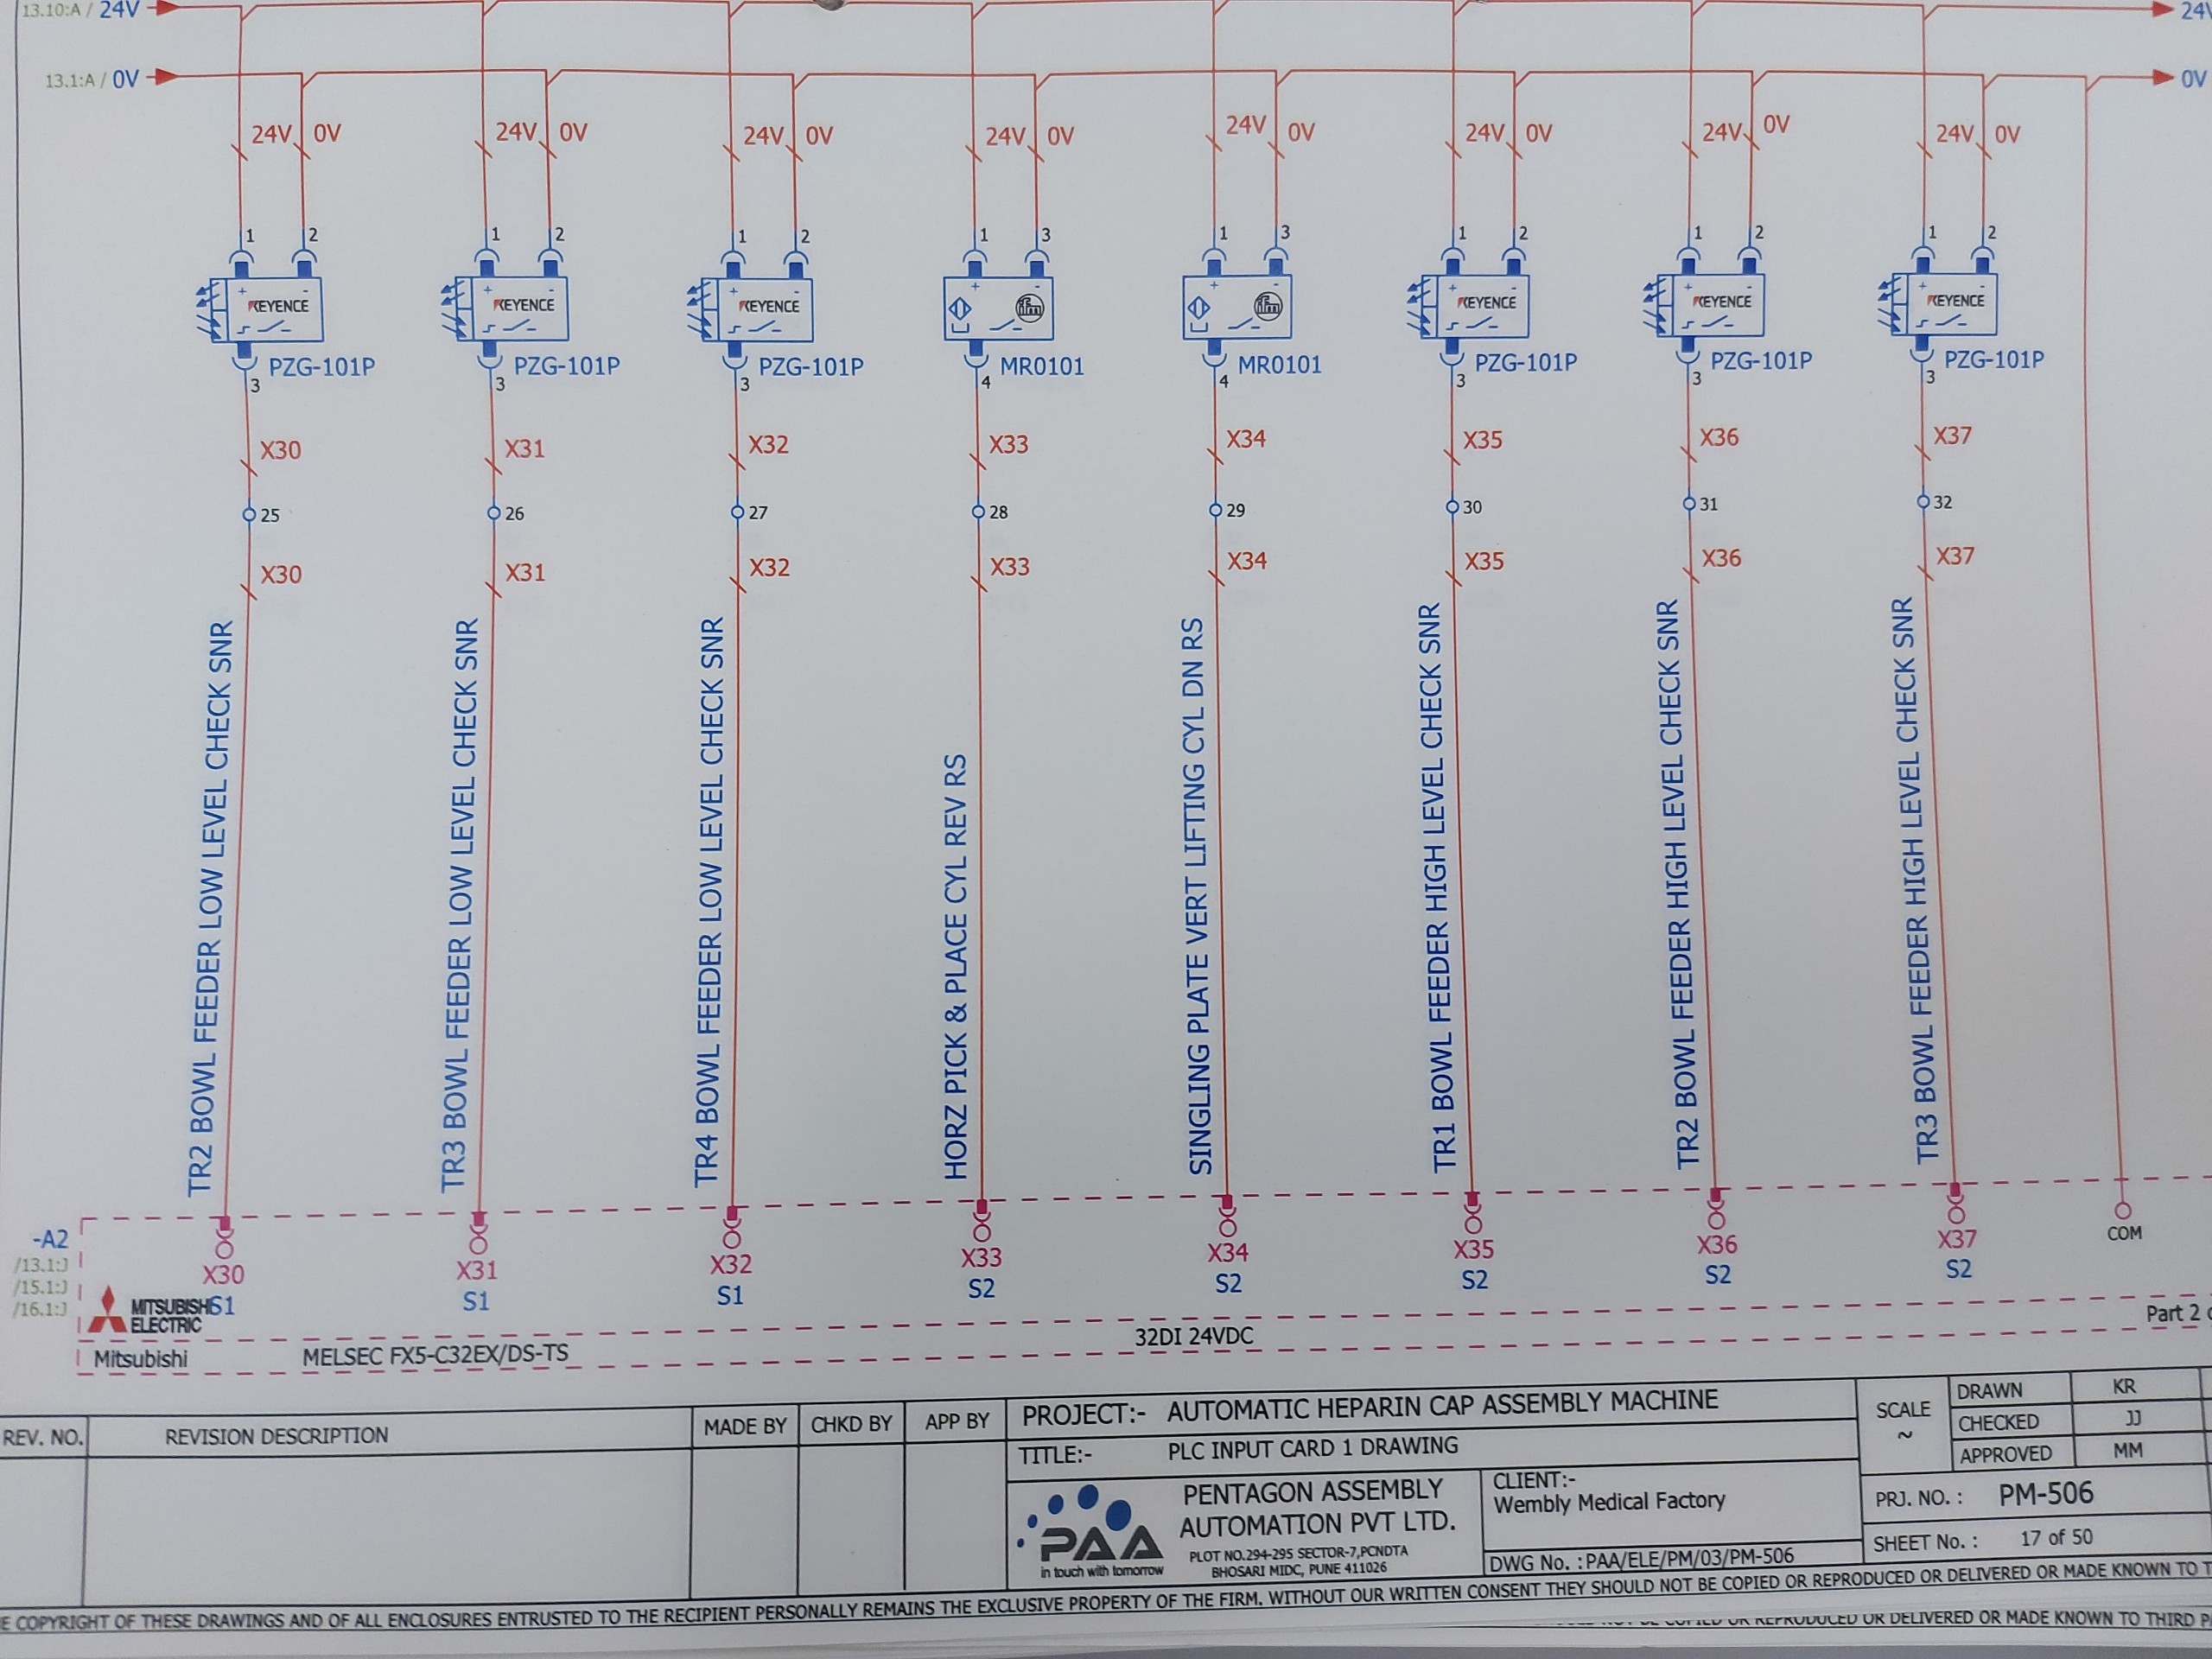 13.10:A / 24V 24V
13.1:A / 0V 0V
24V 0V 24V 0V 24V 0V 24V 0V 24V 0V 24V 0V 24V 0V 24V 0V
1 2 1 2 1 2 1 3 1 3 1 2 1 2 1 2
+ - + - + - + - + - + - + - + -
KEYENCE KEYENCE KEYENCE ifm ifm KEYENCE KEYENCE KEYENCE
PZG-101P PZG-101P PZG-101P MR0101 MR0101 PZG-101P PZG-101P PZG-101P
3 3 3 4 4 3 3 3
X30 X31 X32 X33 X34 X35 X36 X37
25 26 27 28 29 30 31 32
X30 X31 X32 X33 X34 X35 X36 X37
TR2 BOWL FEEDER LOW LEVEL CHECK SNR
TR3 BOWL FEEDER LOW LEVEL CHECK SNR
TR4 BOWL FEEDER LOW LEVEL CHECK SNR
HORZ PICK & PLACE CYL REV RS
SINGLING PLATE VERT LIFTING CYL DN RS
TR1 BOWL FEEDER HIGH LEVEL CHECK SNR
TR2 BOWL FEEDER HIGH LEVEL CHECK SNR
TR3 BOWL FEEDER HIGH LEVEL CHECK SNR
-A2
/13.1:J
/15.1:J
/16.1:J
X30 X31 X32 X33 X34 X35 X36 X37 COM
S1 S1 S1 S2 S2 S2 S2 S2
MITSUBISHI
ELECTRIC
32DI 24VDC
Part 2
Mitsubishi MELSEC FX5-C32EX/DS-TS
REV. NO. REVISION DESCRIPTION MADE BY CHKD BY APP BY
PROJECT:- AUTOMATIC HEPARIN CAP ASSEMBLY MACHINE
TITLE:- PLC INPUT CARD 1 DRAWING
PAA
in touch with tomorrow
PENTAGON ASSEMBLY
AUTOMATION PVT LTD.
PLOT NO.294-295 SECTOR-7,PCNDTA
BHOSARI MIDC, PUNE 411026
CLIENT:-
Wembly Medical Factory
DWG No. :PAA/ELE/PM/03/PM-506
SCALE
~
DRAWN KR
CHECKED JJ
APPROVED MM
PRJ. NO. : PM-506
SHEET No. : 17 of 50
E COPYRIGHT OF THESE DRAWINGS AND OF ALL ENCLOSURES ENTRUSTED TO THE RECIPIENT PERSONALLY REMAINS THE EXCLUSIVE PROPERTY OF THE FIRM. WITHOUT OUR WRITTEN CONSENT THEY SHOULD NOT BE COPIED OR REPRODUCED OR DELIVERED OR MADE KNOWN TO T
COPIED OR REPRODUCED OR DELIVERED OR MADE KNOWN TO THIRD